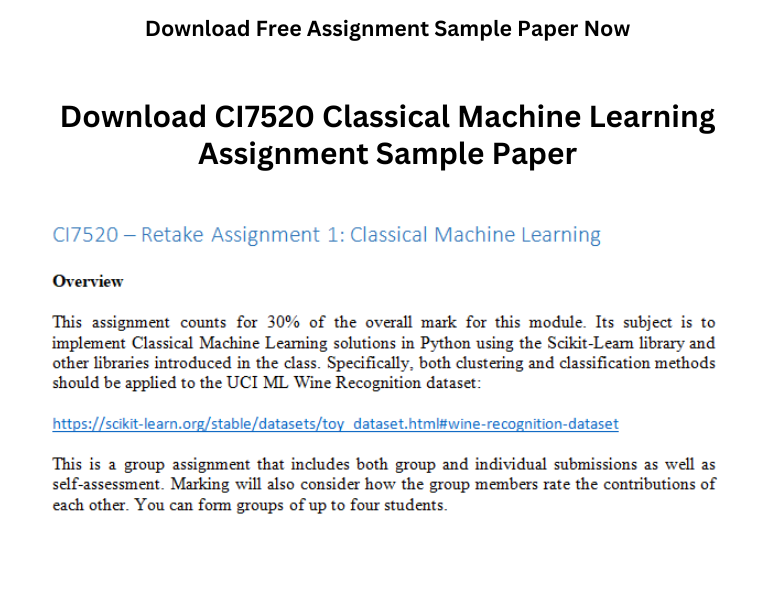 Download Free Assignment Sample Paper Now
Download CI7520 Classical Machine Learning
Assignment Sample Paper
CI7520 – Retake Assignment 1: Classical Machine Learning
Overview
This assignment counts for 30% of the overall mark for this module. Its subject is to
implement Classical Machine Learning solutions in Python using the Scikit-Learn library and
other libraries introduced in the class. Specifically, both clustering and classification methods
should be applied to the UCI ML Wine Recognition dataset:
https://scikit-learn.org/stable/datasets/toy_dataset.html#wine-recognition-dataset
This is a group assignment that includes both group and individual submissions as well as
self-assessment. Marking will also consider how the group members rate the contributions of
each other. You can form groups of up to four students.